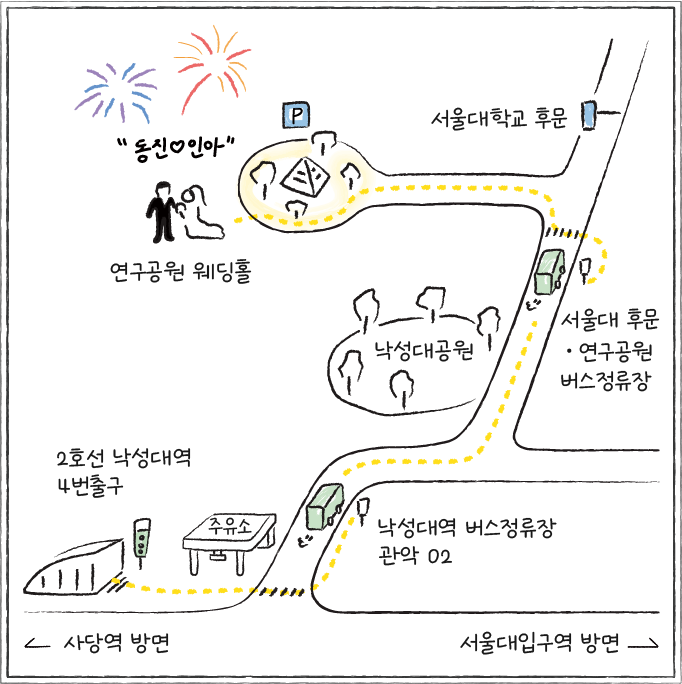 P
서울대학교 후문
"동진♡인아"
연구공원 웨딩홀
서울대 후문
·연구공원
버스정류장
낙성대공원
2호선 낙성대역
4번출구
주유소
낙성대역 버스정류장
관악 02
← 사당역 방면
서울대입구역 방면 →